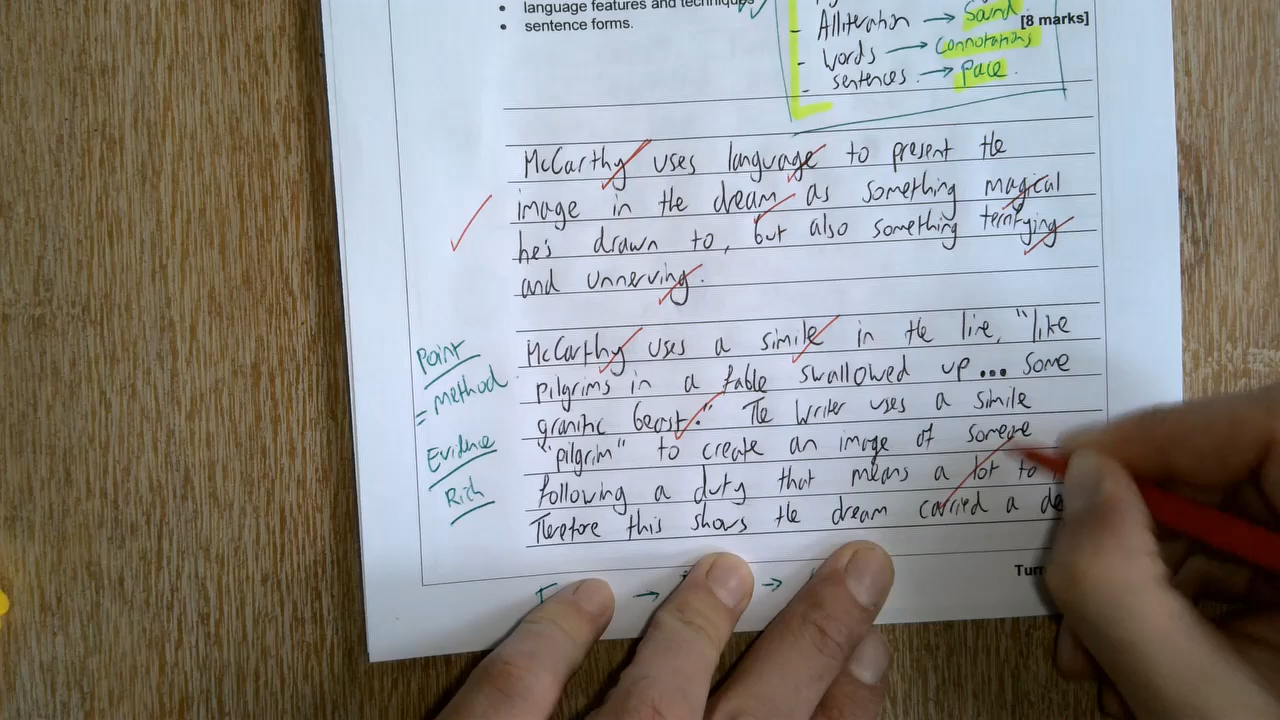 language features and techniques
sentence forms.
- Alliteration → Sound
[8 marks]
- words → Connotations
- sentences → Pace.
McCarthy uses language to present the
image in the dream as something magical
he's drawn to, but also something terrifying
and unnerving.
McCarthy uses a simile in the line, "like
pilgrims in a fable swallowed up... some
granitic beast." The writer uses a simile
"pilgrim" to create an image of someone
following a duty that means a lot to
Therefore this shows the dream carried a
Point
= Method
Evidence
Rich